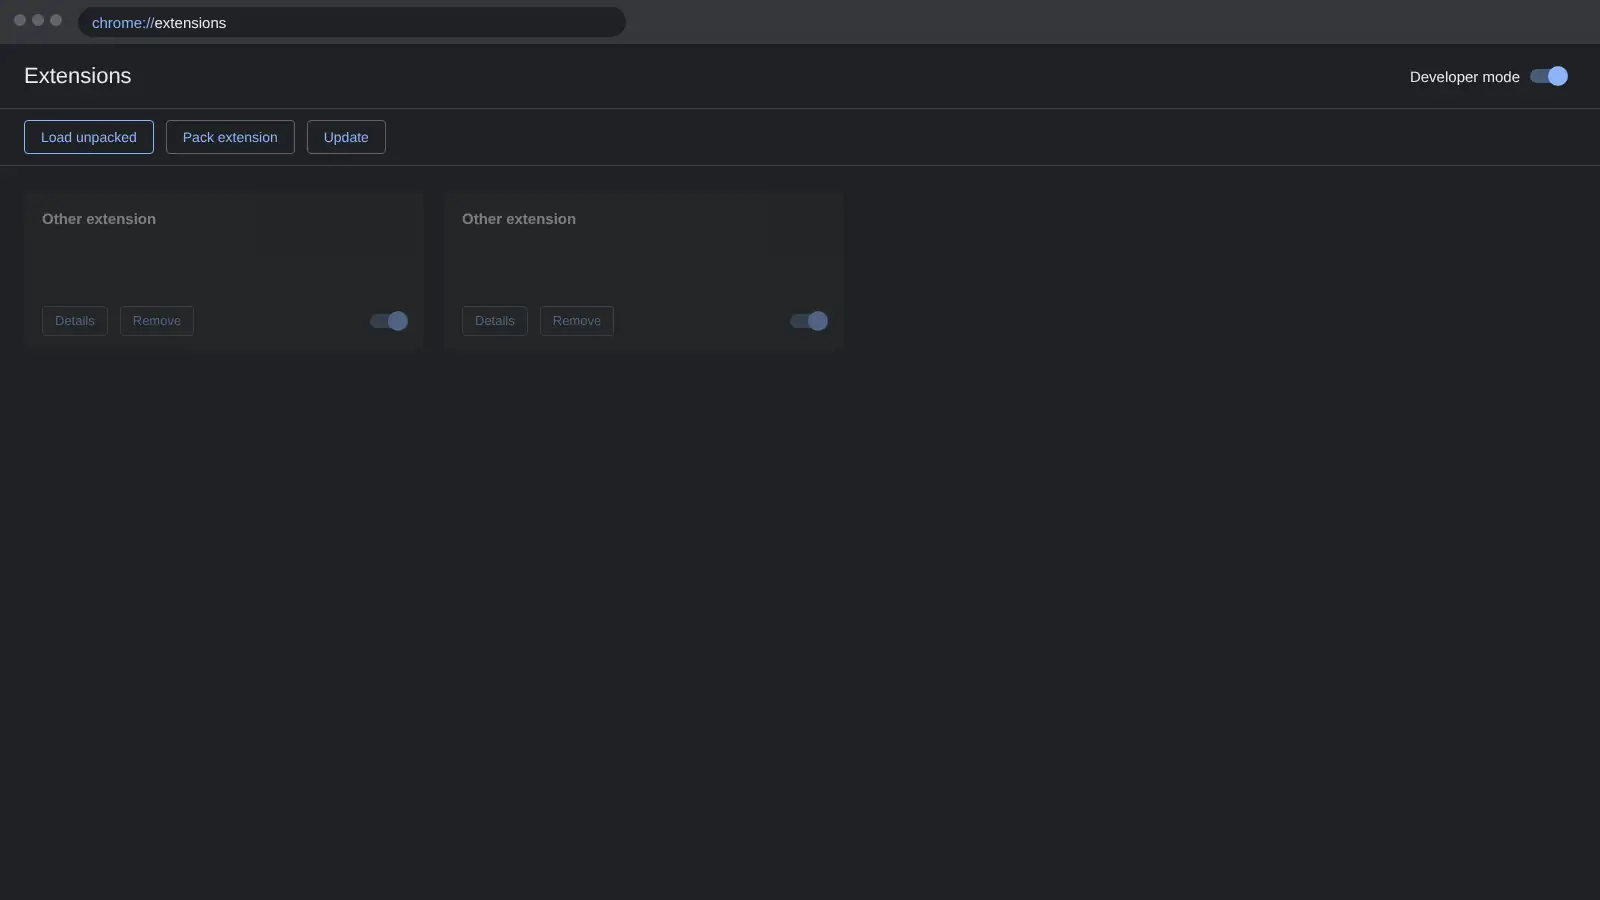 chrome://extensions
Extensions
Developer mode
Load unpacked
Pack extension
Update
Other extension
Other extension
Details
Remove
Details
Remove